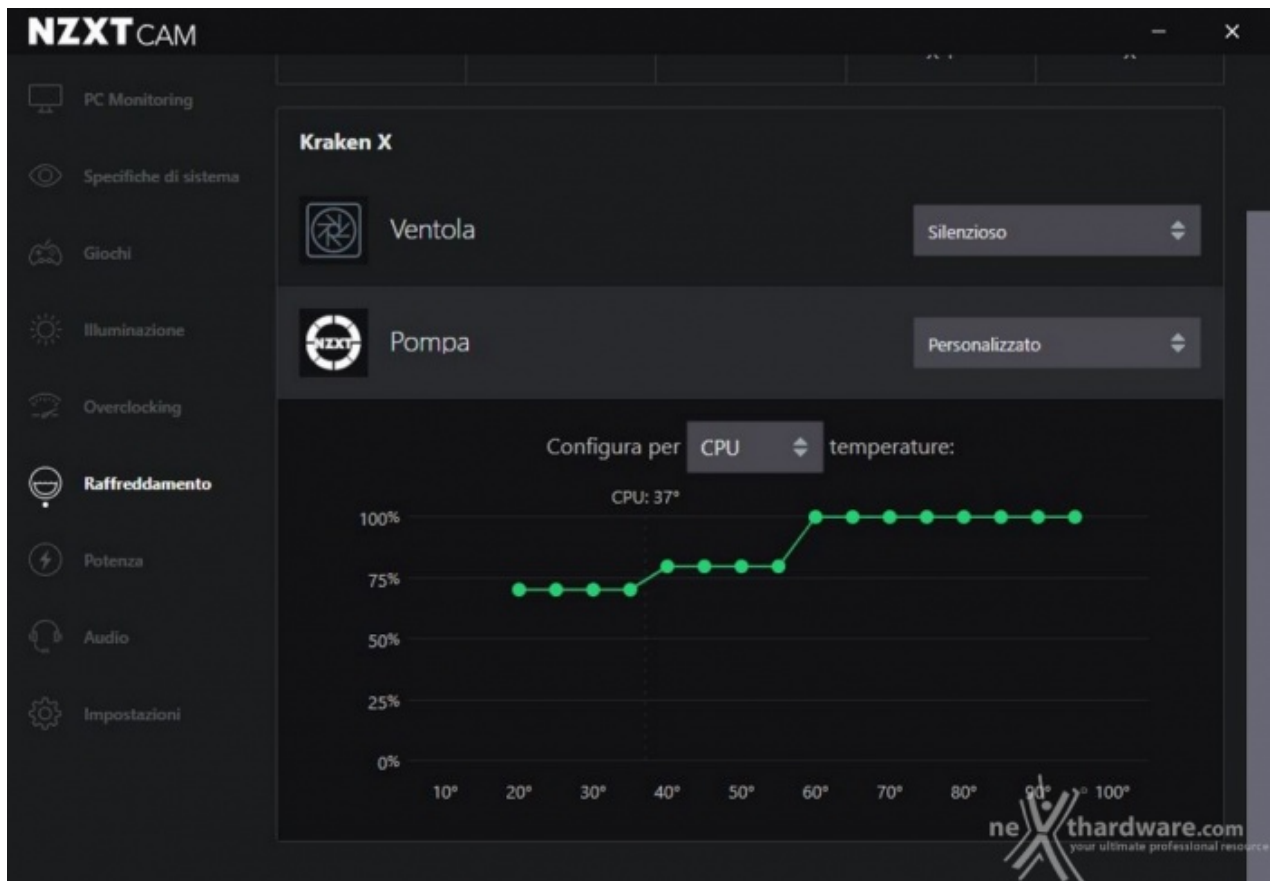 NZXT CAM
PC Monitoring
Specifiche di sistema
Giochi
Illuminazione
Overclocking
Raffreddamento
Potenza
Audio
Impostazioni
Kraken X
Ventola
Silenzioso
NZXT
Pompa
Personalizzato
Configura per CPU temperature:
CPU: 37°
100%
75%
50%
25%
0%
10° 20° 30° 40° 50° 60° 70° 80° 90° 100°
nexthardware.com
your ultimate professional resource